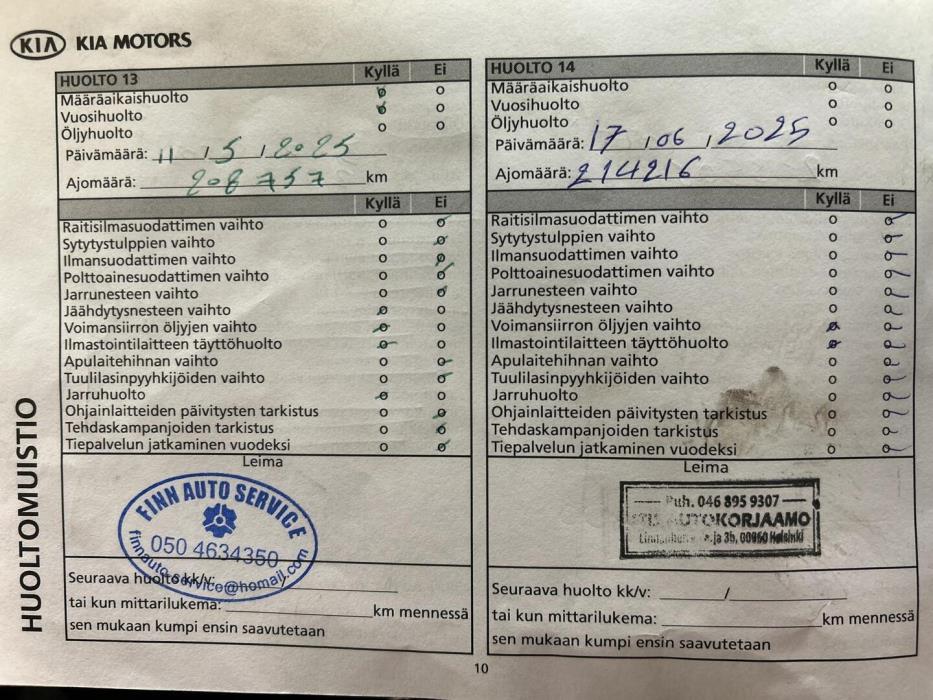 KIA KIA MOTORS
HUOLTO 13 Kyllä Ei
Määräaikaishuolto
Vuosihuolto
Öljyhuolto
Päivämäärä: 11 / 5 / 2025
Ajomäärä: 208757 km
Kyllä Ei
Raitisilmasuodattimen vaihto
Sytytystulppien vaihto
Ilmansuodattimen vaihto
Polttoainesuodattimen vaihto
Jarrunesteen vaihto
Jäähdytysnesteen vaihto
Voimansiirron öljyjen vaihto
Ilmastointilaitteen täyttöhuolto
Apulaitehihnan vaihto
Tuulilasinpyyhkijöiden vaihto
Jarruhuolto
Ohjainlaitteiden päivitysten tarkistus
Tehdaskampanjoiden tarkistus
Tiepalvelun jatkaminen vuodeksi
Leima
FINN AUTO SERVICE
050 4634350
finnautoservice@homail.com
Seuraava huolto kk/v: /
tai kun mittarilukema: km mennessä
sen mukaan kumpi ensin saavutetaan
HUOLTO 14 Kyllä Ei
Määräaikaishuolto
Vuosihuolto
Öljyhuolto
Päivämäärä: 17 / 06 / 2025
Ajomäärä: 214216 km
Kyllä Ei
Raitisilmasuodattimen vaihto
Sytytystulppien vaihto
Ilmansuodattimen vaihto
Polttoainesuodattimen vaihto
Jarrunesteen vaihto
Jäähdytysnesteen vaihto
Voimansiirron öljyjen vaihto
Ilmastointilaitteen täyttöhuolto
Apulaitehihnan vaihto
Tuulilasinpyyhkijöiden vaihto
Jarruhuolto
Ohjainlaitteiden päivitysten tarkistus
Tehdaskampanjoiden tarkistus
Tiepalvelun jatkaminen vuodeksi
Leima
Puh. 046 895 9307
AUTOKORJAAMO
3b, 00960 Helsinki
Seuraava huolto kk/v: /
tai kun mittarilukema: km mennessä
sen mukaan kumpi ensin saavutetaan
HUOLTOMUISTIO
10